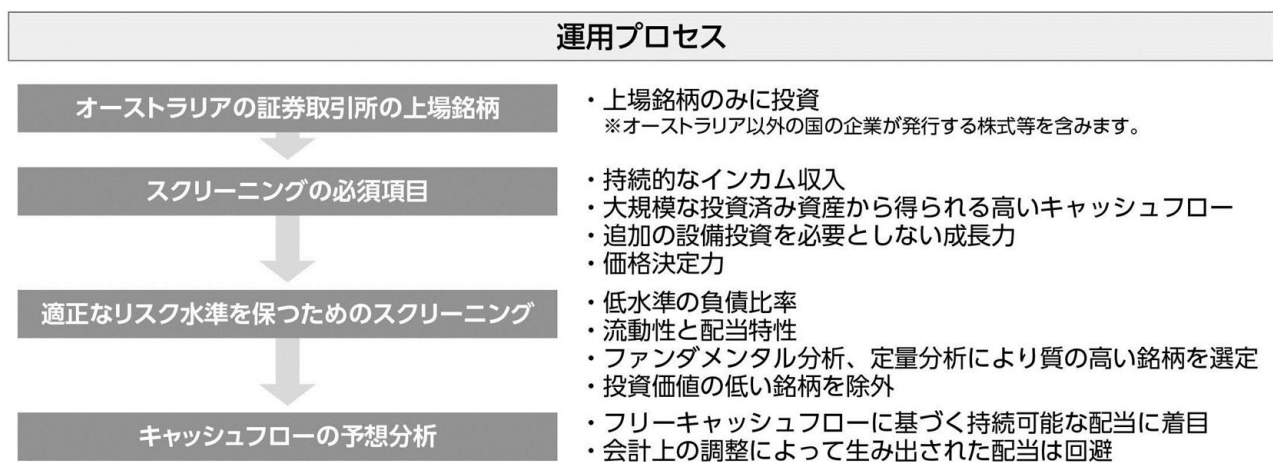 運用プロセス
オーストラリアの証券取引所の上場銘柄
・上場銘柄のみに投資
※オーストラリア以外の国の企業が発行する株式等を含みます。
スクリーニングの必須項目
・持続的なインカム収入
・大規模な投資済み資産から得られる高いキャッシュフロー
・追加の設備投資を必要としない成長力
・価格決定力
適正なリスク水準を保つためのスクリーニング
・低水準の負債比率
・流動性と配当特性
・ファンダメンタル分析、定量分析により質の高い銘柄を選定
・投資価値の低い銘柄を除外
キャッシュフローの予想分析
・フリーキャッシュフローに基づく持続可能な配当に着目
・会計上の調整によって生み出された配当は回避